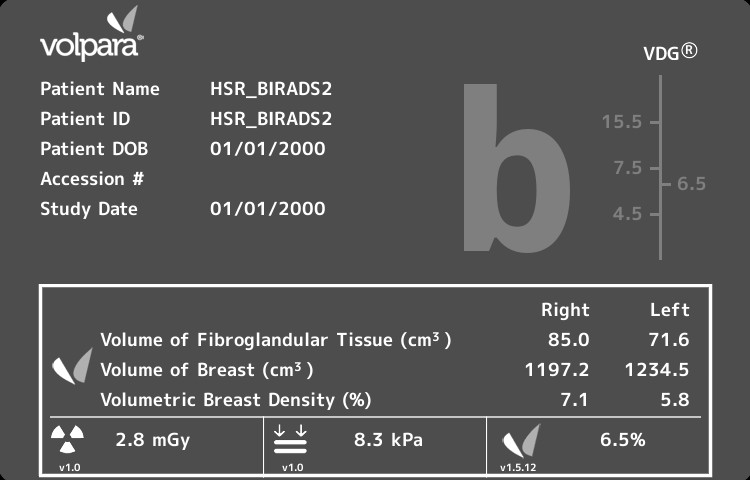 volpara®
VDG®
Patient Name HSR_BIRADS2
Patient ID HSR_BIRADS2
Patient DOB 01/01/2000
Accession #
Study Date 01/01/2000
b
15.5
7.5
6.5
4.5
Right Left
Volume of Fibroglandular Tissue (cm³) 85.0 71.6
Volume of Breast (cm³) 1197.2 1234.5
Volumetric Breast Density (%) 7.1 5.8
2.8 mGy 8.3 kPa 6.5%
v1.0 v1.0 v1.5.12